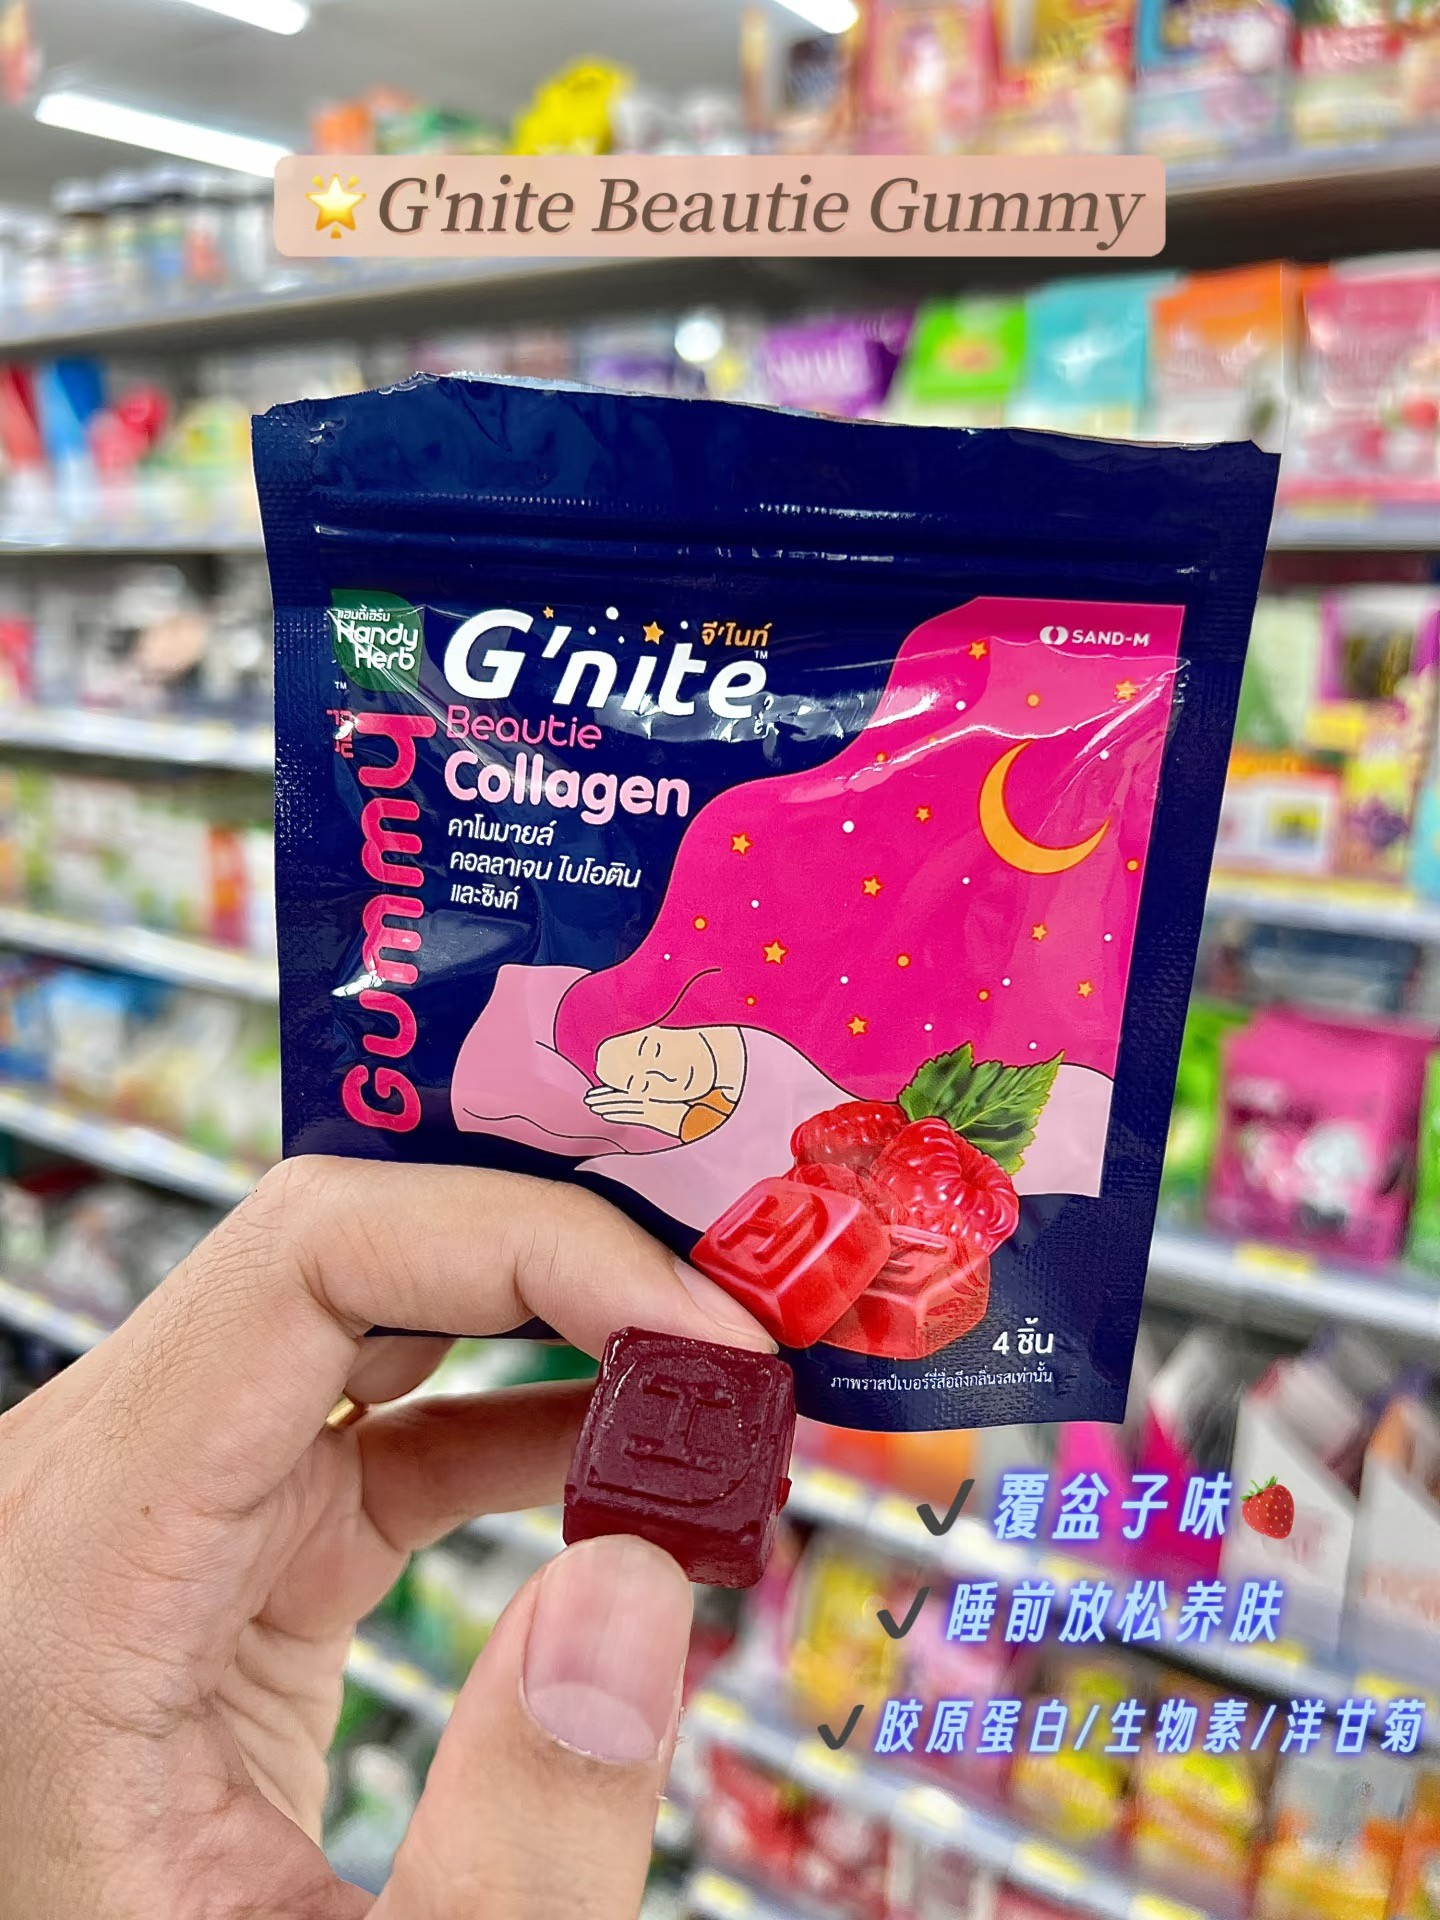 G'nite Beautie Gummy
แฮนดี้เฮิร์บ
Handy
Herb
TM
G'nite
จี'ไนท์
TM
SAND-M
Beautie
Collagen
Gummy
คาโมมายล์
คอลลาเจน ไบโอติน
และซิงค์
H
4 ชิ้น
ภาพราสป์เบอร์รี่สื่อถึงกลิ่นรสเท่านั้น
✓ 覆盆子味
✓ 睡前放松养肤
✓ 胶原蛋白/生物素/洋甘菊